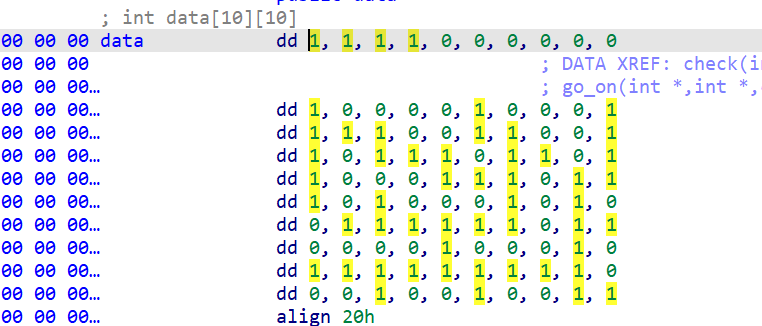 public data
; int data[10][10]
00 00 00 data dd 1, 1, 1, 1, 0, 0, 0, 0, 0, 0
00 00 00 ; DATA XREF: check(in
00 00 00… ; go_on(int *,int *,
00 00 00… dd 1, 0, 0, 0, 0, 1, 0, 0, 0, 1
00 00 00… dd 1, 1, 1, 0, 0, 1, 1, 0, 0, 1
00 00 00… dd 1, 0, 1, 1, 1, 0, 1, 1, 0, 1
00 00 00… dd 1, 0, 0, 0, 1, 1, 1, 0, 1, 1
00 00 00… dd 1, 0, 1, 0, 0, 0, 1, 0, 1, 0
00 00 00… dd 0, 1, 1, 1, 1, 1, 1, 0, 1, 1
00 00 00… dd 0, 0, 0, 0, 1, 0, 0, 0, 1, 0
00 00 00… dd 1, 1, 1, 1, 1, 1, 1, 1, 1, 0
00 00 00… dd 0, 0, 1, 0, 0, 1, 0, 0, 1, 1
00 00 00… align 20h